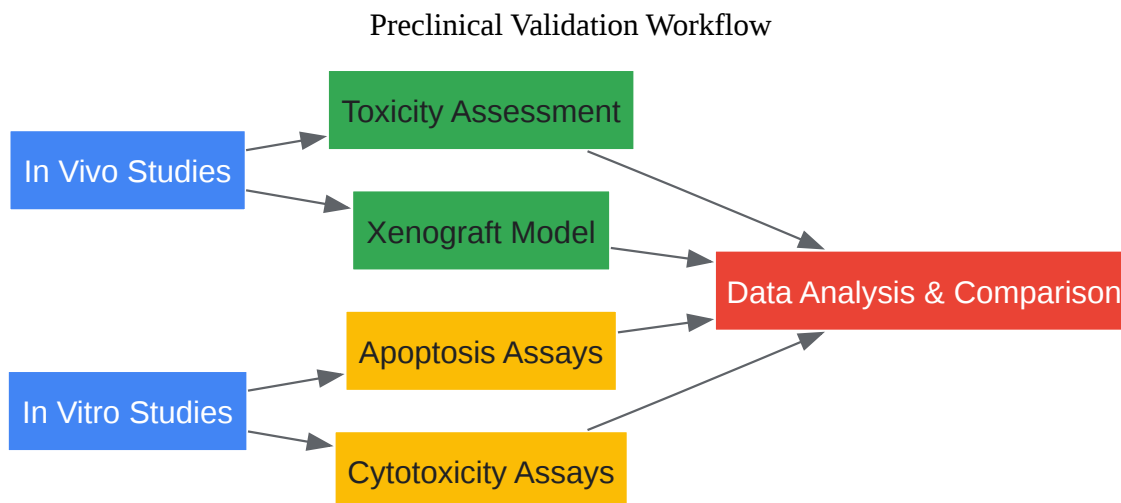 Preclinical Validation Workflow
Toxicity Assessment
In Vivo Studies
Xenograft Model
Data Analysis & Comparison
Apoptosis Assays
In Vitro Studies
Cytotoxicity Assays